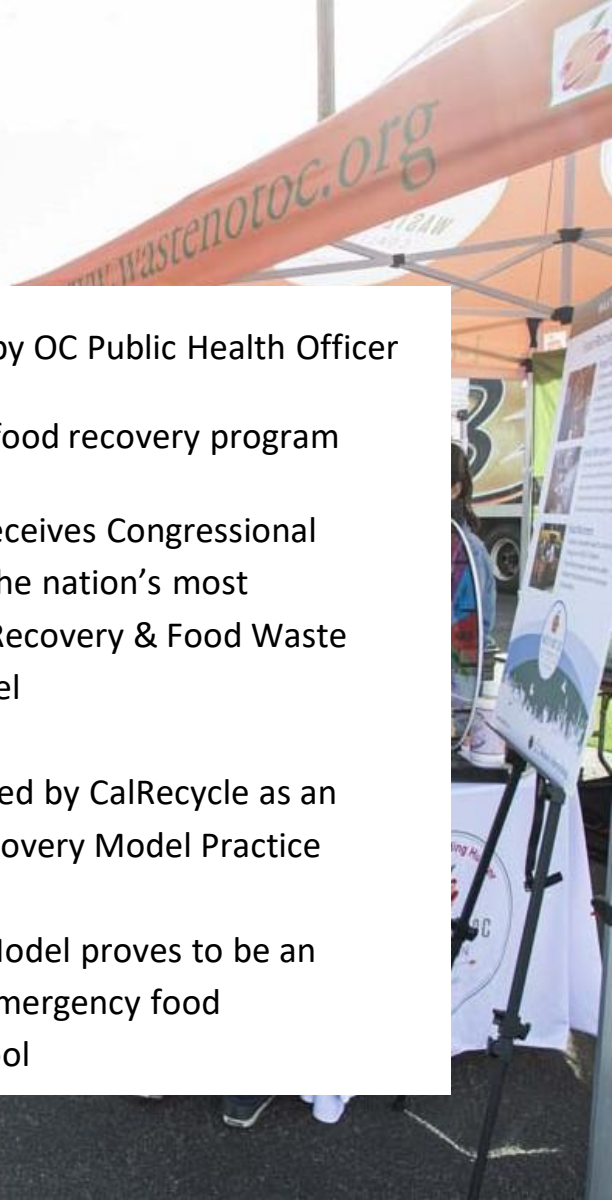 www.wastenotoc.org
by OC Public Health Officer
food recovery program
eceives Congressional
he nation’s most
Recovery & Food Waste
el
ed by CalRecycle as an
overy Model Practice
Model proves to be an
mergency food
ool